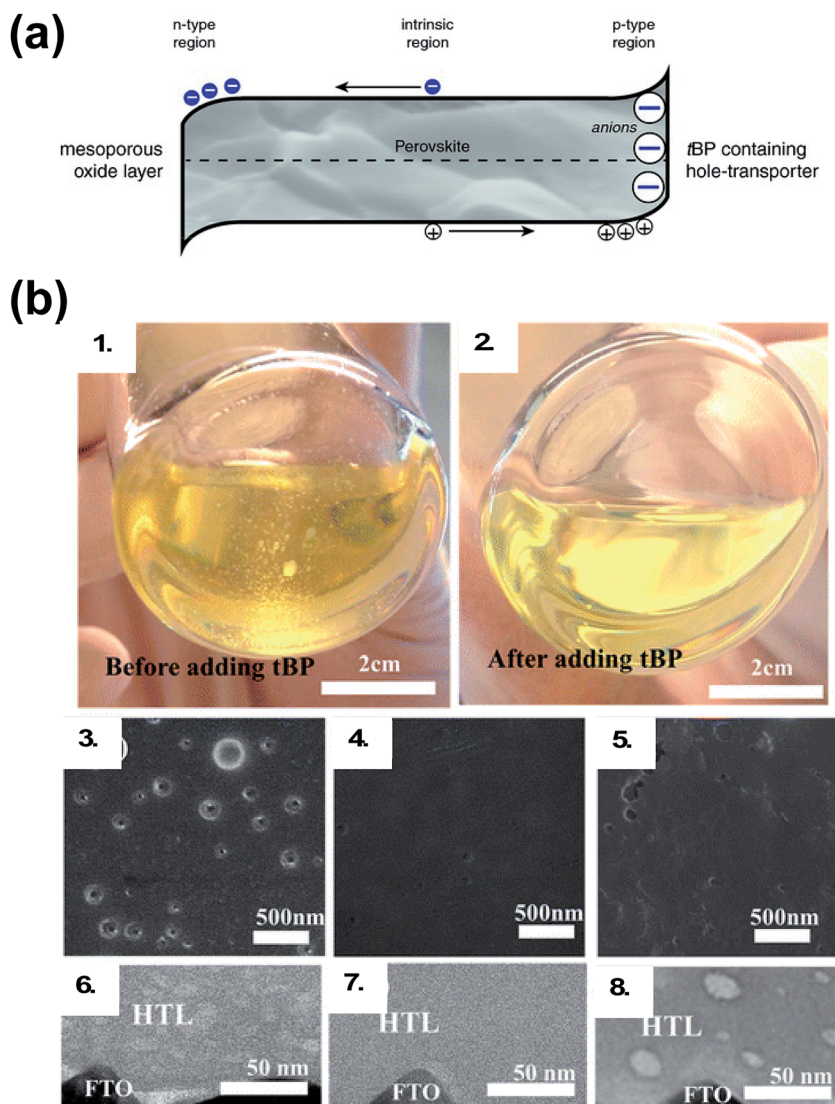 (a)
n-type
region
intrinsic
region
p-type
region
mesoporous
oxide layer
Perovskite
anions
tBP containing
hole-transporter
(b)
1.
Before adding tBP
2cm
2.
After adding tBP
2cm
3.
500nm
4.
500nm
5.
500nm
6.
HTL
FTO
50 nm
7.
HTL
FTO
50 nm
8.
HTL
FTO
50 nm